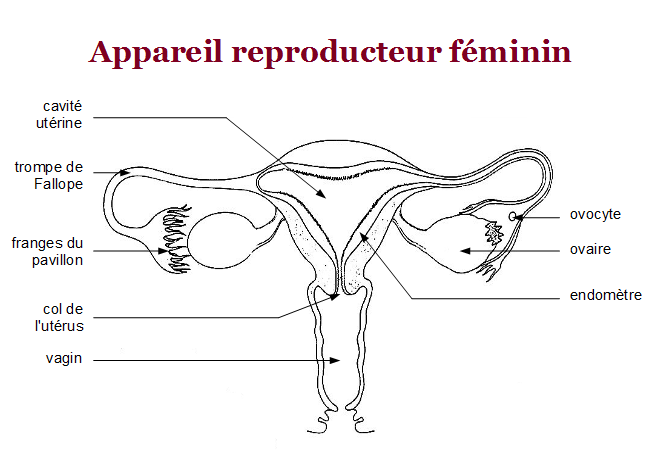 Appareil reproducteur féminin
cavité
utérine
trompe de
Fallope
franges du
pavillon
col de
l'utérus
vagin
ovocyte
ovaire
endomètre